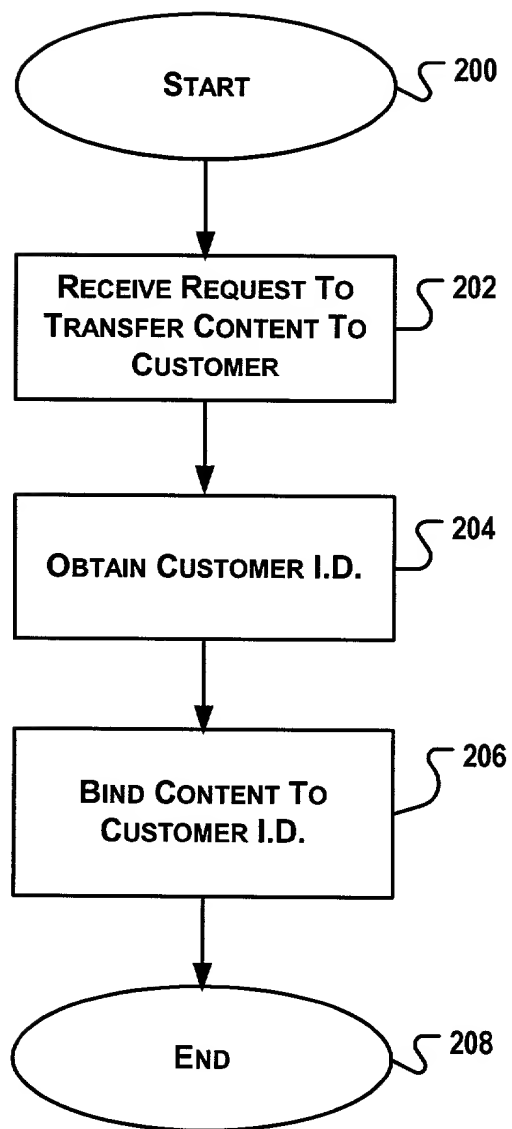 START
200
RECEIVE REQUEST TO
TRANSFER CONTENT TO
CUSTOMER
202
OBTAIN CUSTOMER I.D.
204
BIND CONTENT TO
CUSTOMER I.D.
206
END
208